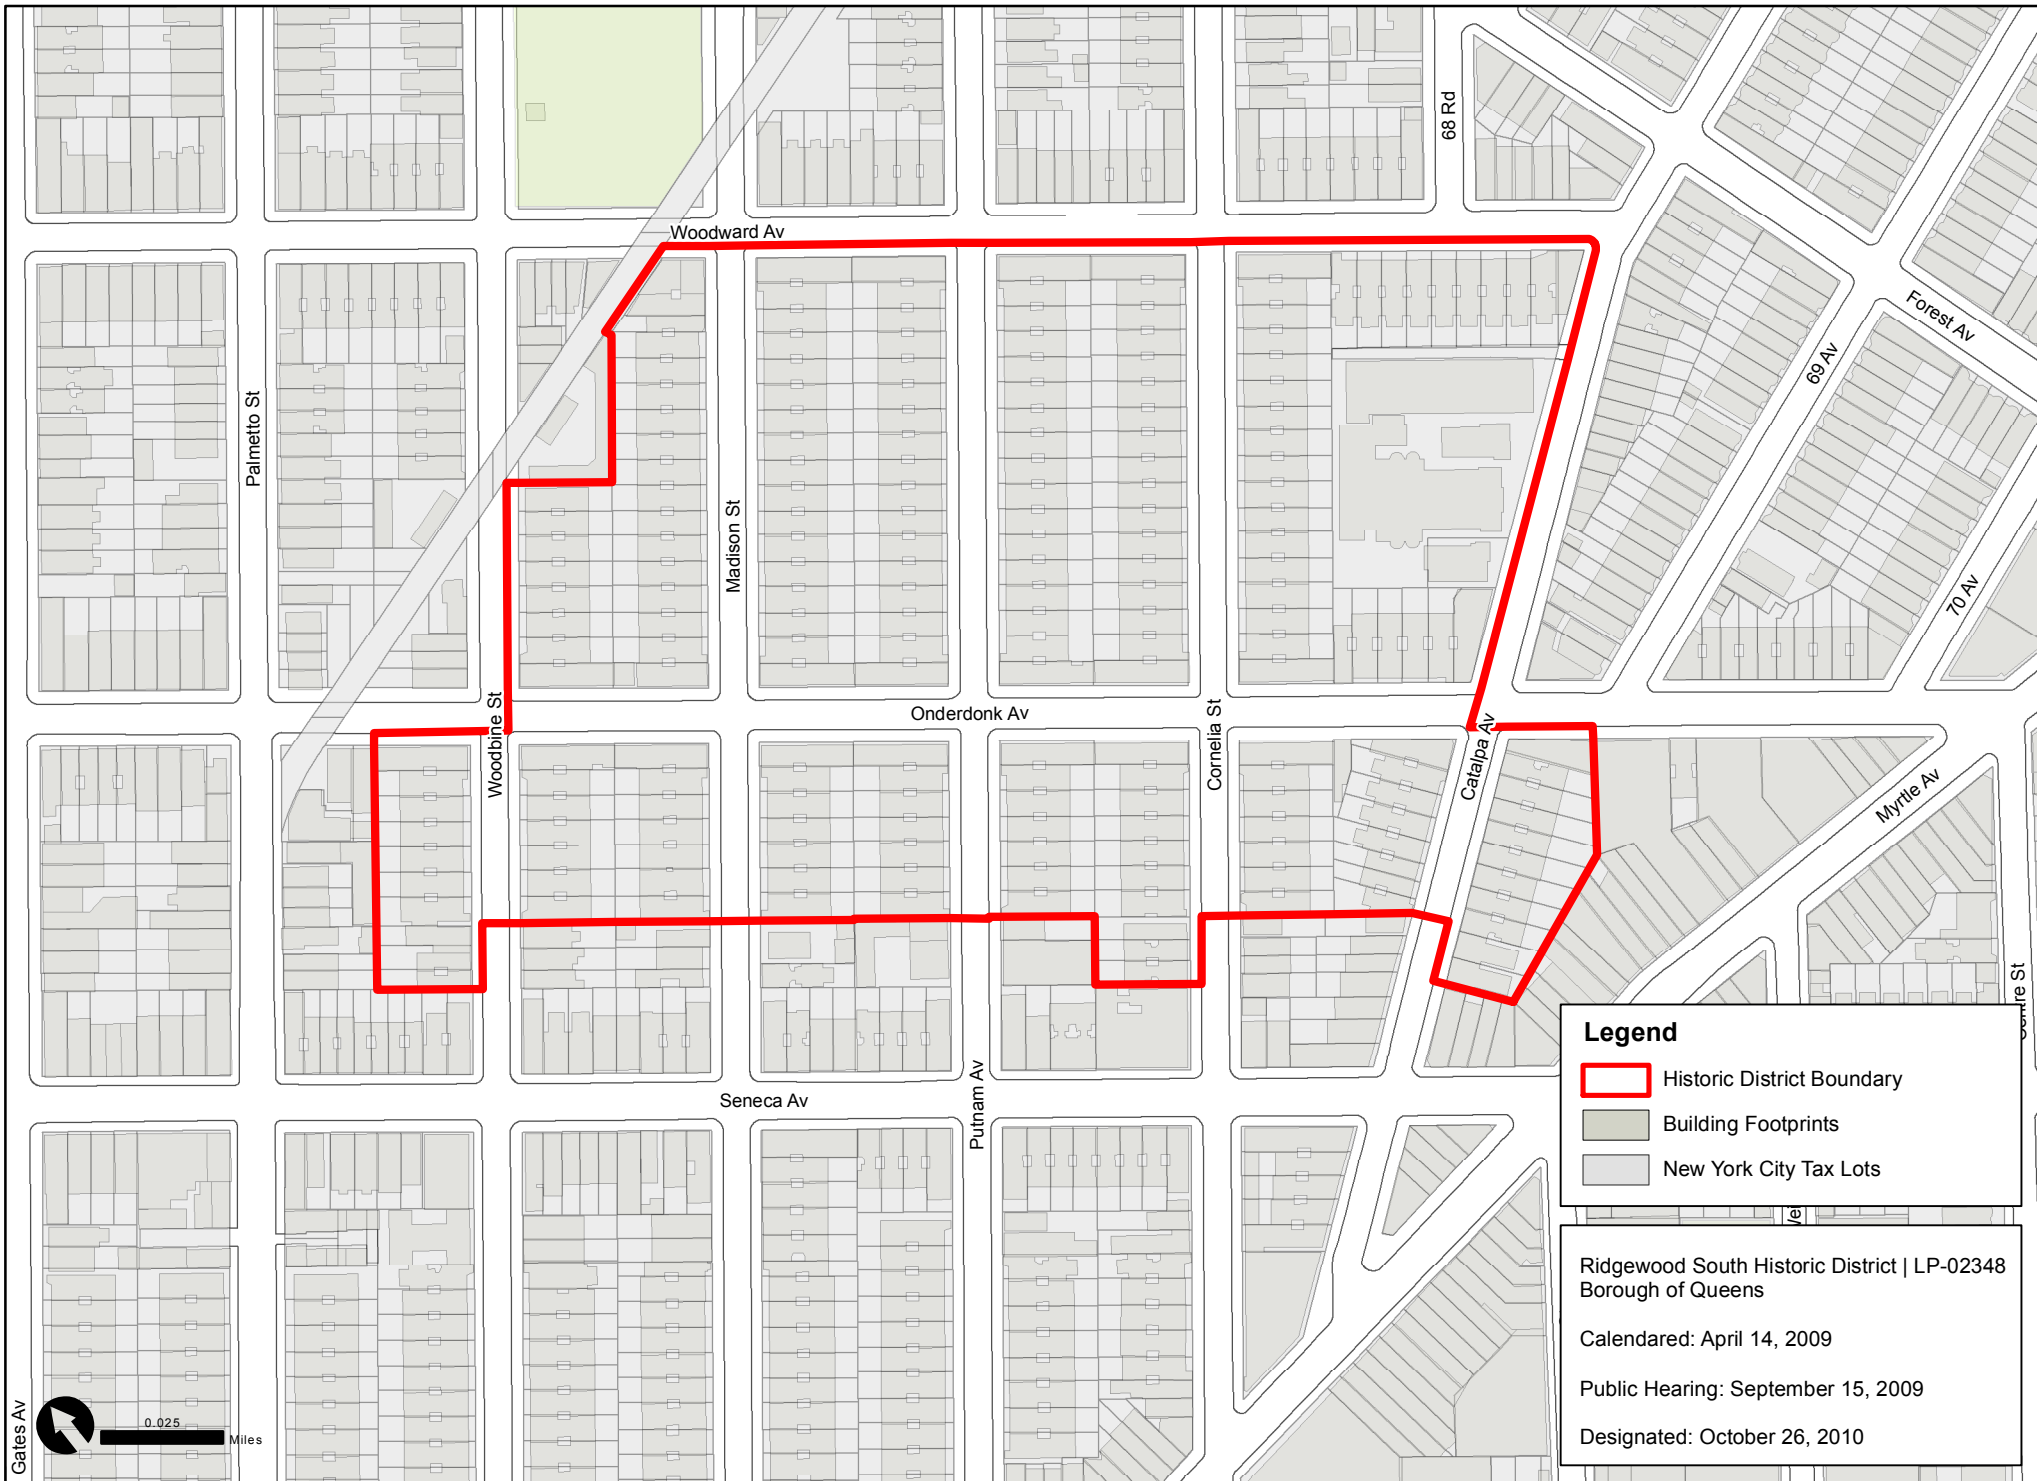 68 Rd
Woodward Av
Forest Av
69 Av
Palmetto St
Madison St
70 Av
Woodbine St
Onderdonk Av
Cornelia St
Catalpa Av
Myrtle Av
Seneca Av
Putnam Av
St
Gates Av
0.025
Miles
Legend
Historic District Boundary
Building Footprints
New York City Tax Lots
Ridgewood South Historic District | LP-02348
Borough of Queens
Calendared: April 14, 2009
Public Hearing: September 15, 2009
Designated: October 26, 2010